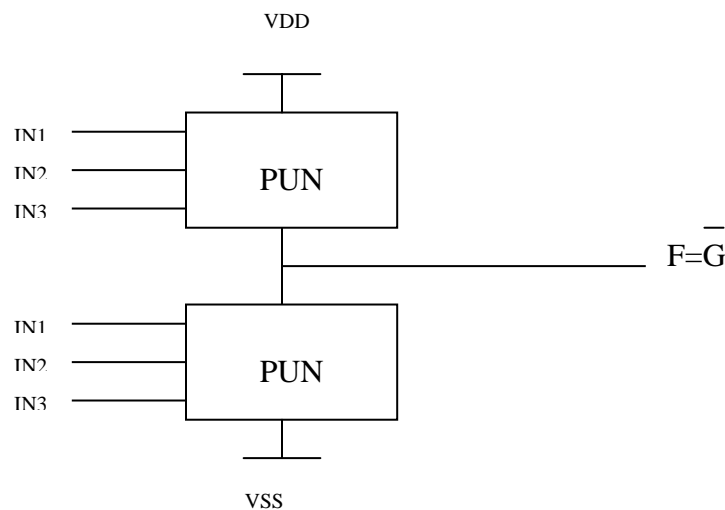 VDD
IN1
IN2
IN3
PUN
F=G̅
IN1
IN2
IN3
PUN
VSS